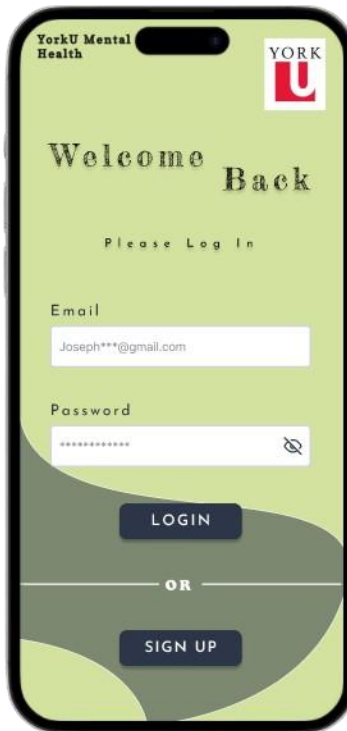 YorkU Mental
Health
YORK
U
Welcome
Back
Please Log In
Email
Joseph***@gmail.com
Password
************
LOGIN
OR
SIGN UP